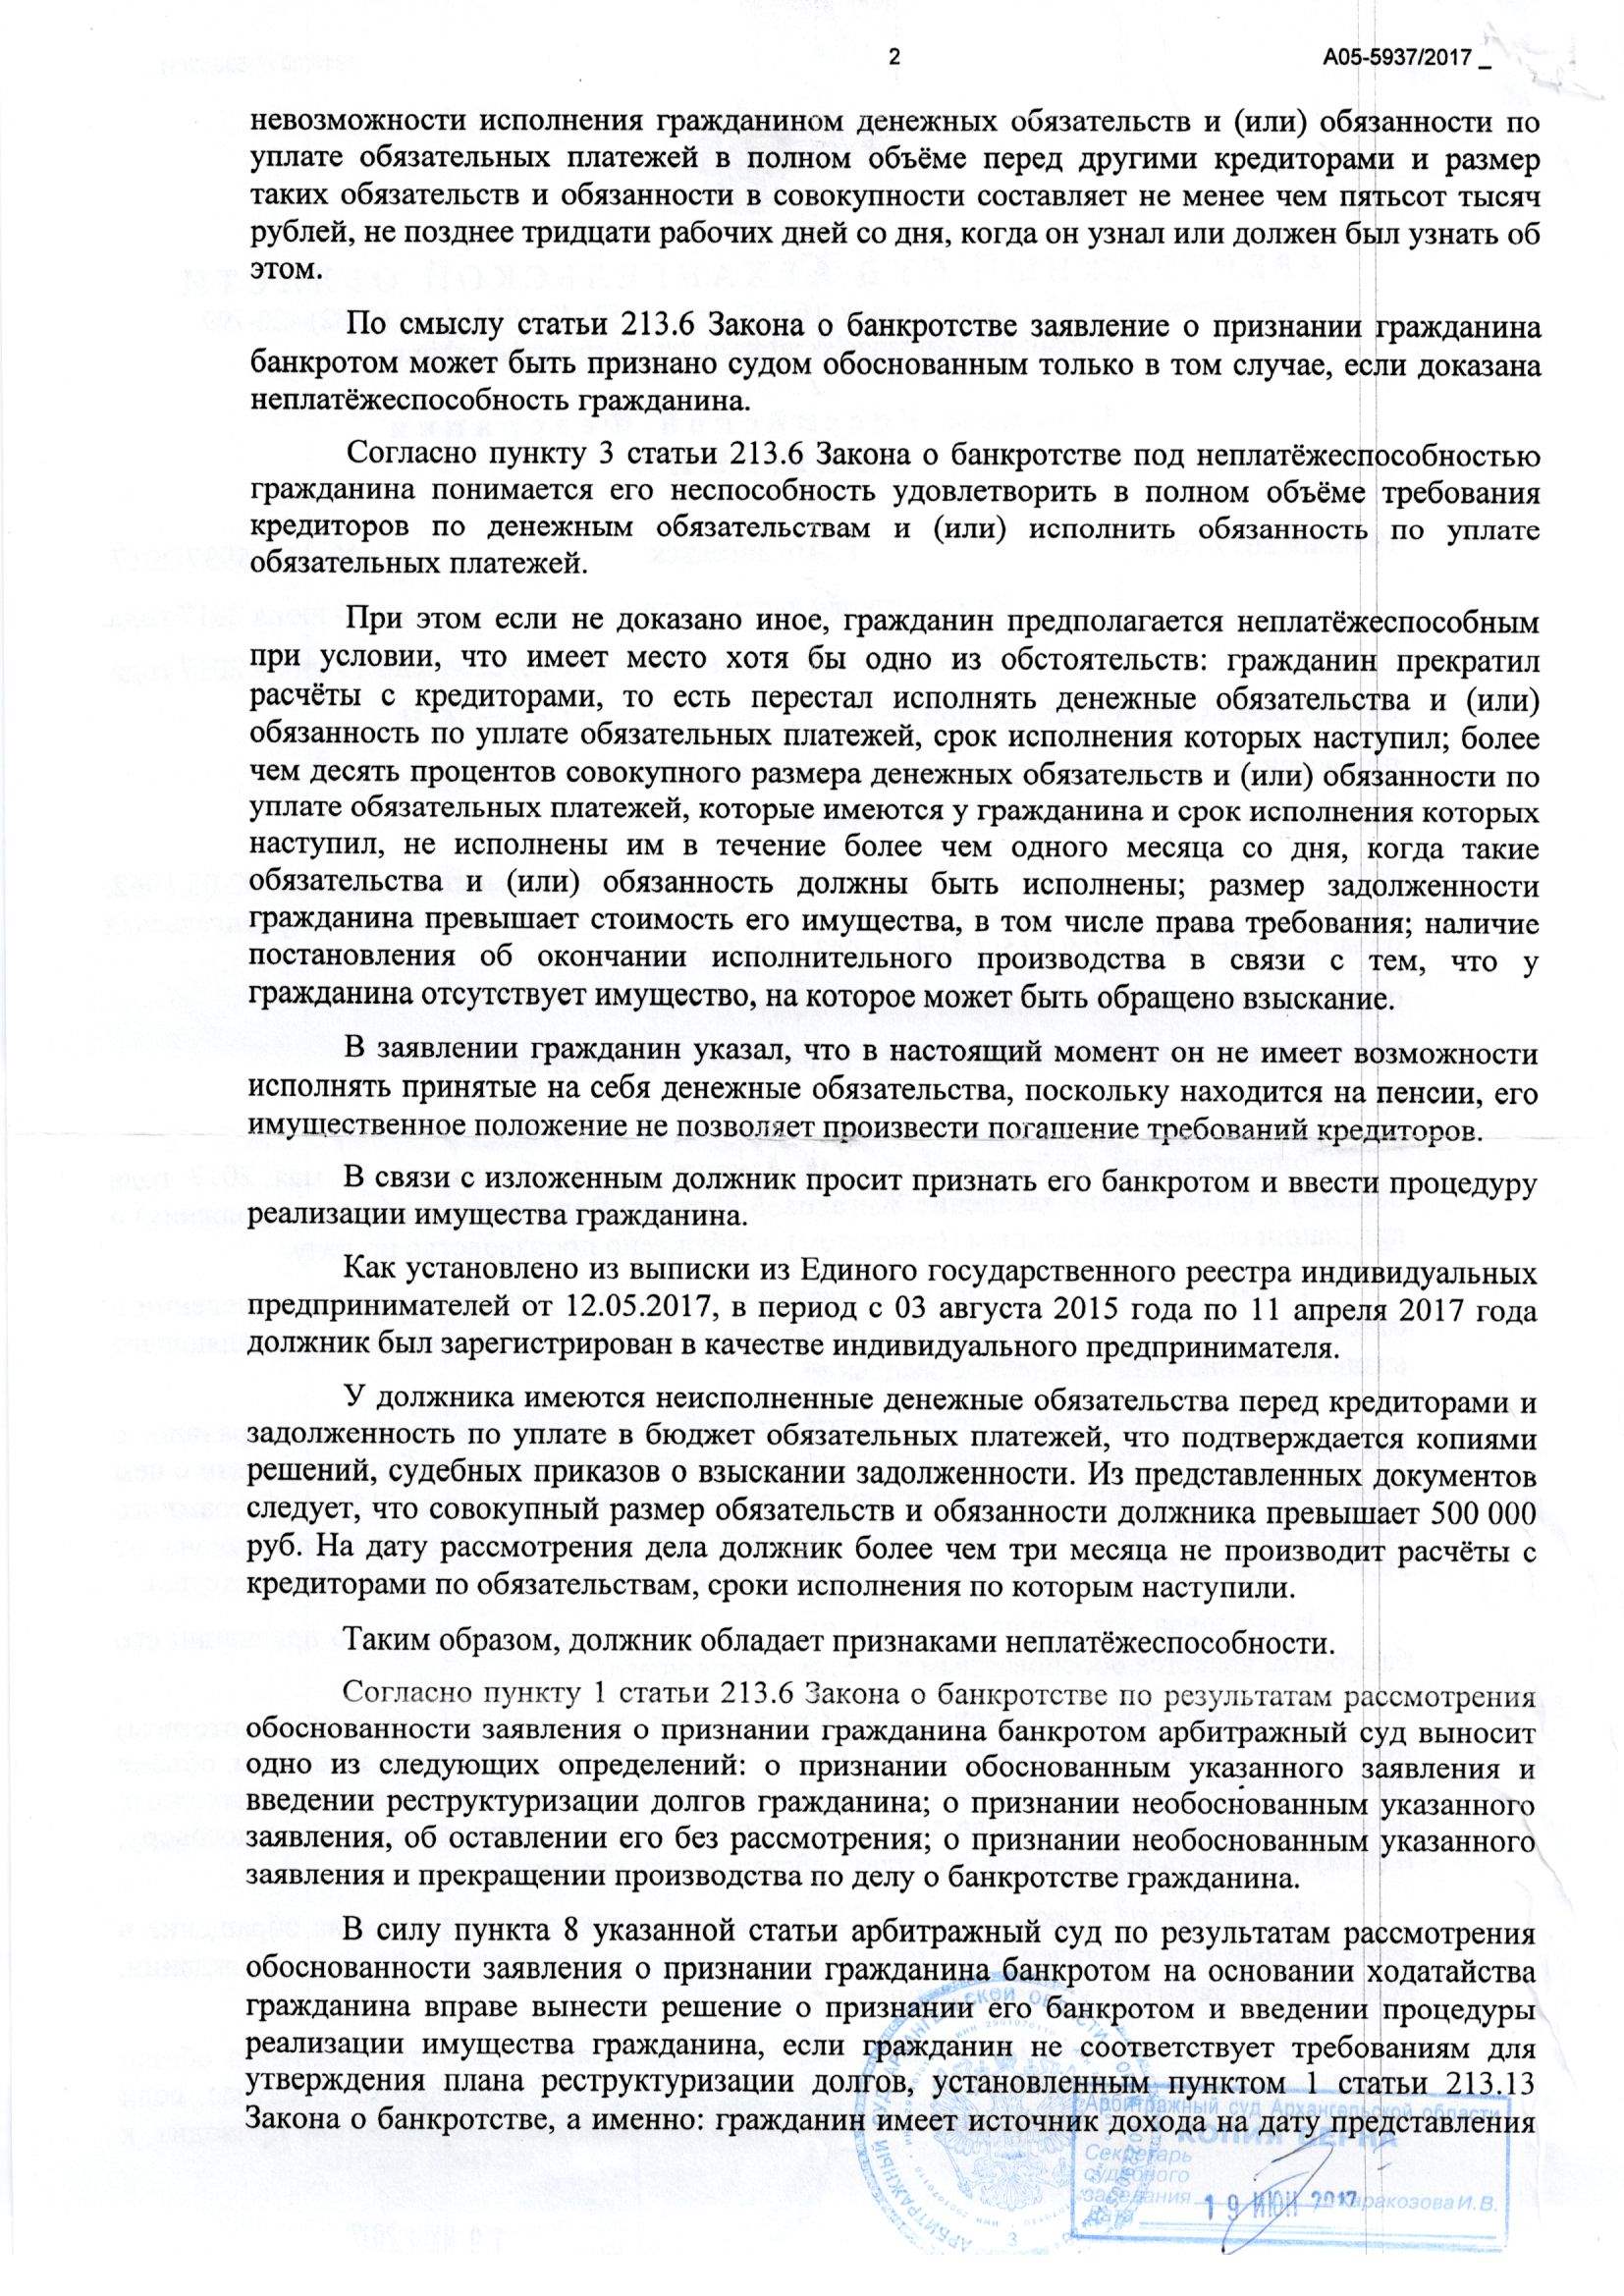 2
А05-5937/2017 _
невозможности исполнения гражданином денежных обязательств и (или) обязанности по
уплате обязательных платежей в полном объёме перед другими кредиторами и размер
таких обязательств и обязанности в совокупности составляет не менее чем пятьсот тысяч
рублей, не позднее тридцати рабочих дней со дня, когда он узнал или должен был узнать об
этом.
По смыслу статьи 213.6 Закона о банкротстве заявление о признании гражданина
банкротом может быть признано судом обоснованным только в том случае, если доказана
неплатёжеспособность гражданина.
Согласно пункту 3 статьи 213.6 Закона о банкротстве под неплатёжеспособностью
гражданина понимается его неспособность удовлетворить в полном объёме требования
кредиторов по денежным обязательствам и (или) исполнить обязанность по уплате
обязательных платежей.
При этом если не доказано иное, гражданин предполагается неплатёжеспособным
при условии, что имеет место хотя бы одно из обстоятельств: гражданин прекратил
расчёты с кредиторами, то есть перестал исполнять денежные обязательства и (или)
обязанность по уплате обязательных платежей, срок исполнения которых наступил; более
чем десять процентов совокупного размера денежных обязательств и (или) обязанности по
уплате обязательных платежей, которые имеются у гражданина и срок исполнения которых
наступил, не исполнены им в течение более чем одного месяца со дня, когда такие
обязательства и (или) обязанность должны быть исполнены; размер задолженности
гражданина превышает стоимость его имущества, в том числе права требования; наличие
постановления об окончании исполнительного производства в связи с тем, что у
гражданина отсутствует имущество, на которое может быть обращено взыскание.
В заявлении гражданин указал, что в настоящий момент он не имеет возможности
исполнять принятые на себя денежные обязательства, поскольку находится на пенсии, его
имущественное положение не позволяет произвести погашение требований кредиторов.
В связи с изложенным должник просит признать его банкротом и ввести процедуру
реализации имущества гражданина.
Как установлено из выписки из Единого государственного реестра индивидуальных
предпринимателей от 12.05.2017, в период с 03 августа 2015 года по 11 апреля 2017 года
должник был зарегистрирован в качестве индивидуального предпринимателя.
У должника имеются неисполненные денежные обязательства перед кредиторами и
задолженность по уплате в бюджет обязательных платежей, что подтверждается копиями
решений, судебных приказов о взыскании задолженности. Из представленных документов
следует, что совокупный размер обязательств и обязанности должника превышает 500 000
руб. На дату рассмотрения дела должник более чем три месяца не производит расчёты с
кредиторами по обязательствам, сроки исполнения по которым наступили.
Таким образом, должник обладает признаками неплатёжеспособности.
Согласно пункту 1 статьи 213.6 Закона о банкротстве по результатам рассмотрения
обоснованности заявления о признании гражданина банкротом арбитражный суд выносит
одно из следующих определений: о признании обоснованным указанного заявления и
введении реструктуризации долгов гражданина; о признании необоснованным указанного
заявления, об оставлении его без рассмотрения; о признании необоснованным указанного
заявления и прекращении производства по делу о банкротстве гражданина.
В силу пункта 8 указанной статьи арбитражный суд по результатам рассмотрения
обоснованности заявления о признании гражданина банкротом на основании ходатайства
гражданина вправе вынести решение о признании его банкротом и введении процедуры
реализации имущества гражданина, если гражданин не соответствует требованиям для
утверждения плана реструктуризации долгов, установленным пунктом 1 статьи 213.13
Закона о банкротстве, а именно: гражданин имеет источник дохода на дату представления
АРБИТРАЖНЫЙ СУД АРХАНГЕЛЬСКОЙ ОБЛАСТИ
Арбитражный суд Архангельской области
КОПИЯ ВЕРНА
Секретарь
судебного
заседания
Каракозова И. В.
Дата
19 ИЮН 2017
3